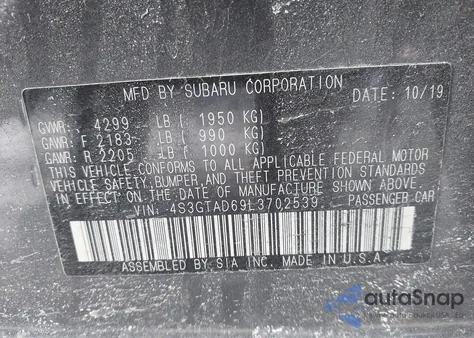 MFD BY SUBARU CORPORATION
DATE: 10/19
GVWR: 4299 LB ( 1950 KG)
GAWR: F 2183 LB ( 990 KG)
GAWR: R 2205 LB ( 1000 KG)
THIS VEHICLE CONFORMS TO ALL APPLICABLE FEDERAL MOTOR
VEHICLE SAFETY, BUMPER, AND THEFT PREVENTION STANDARDS
IN EFFECT ON THE DATE OF MANUFACTURE SHOWN ABOVE.
VIN: 4S3GTAD69L3702539 PASSENGER CAR
ASSEMBLED BY SIA INC. MADE IN U.S.A.
autoSnap